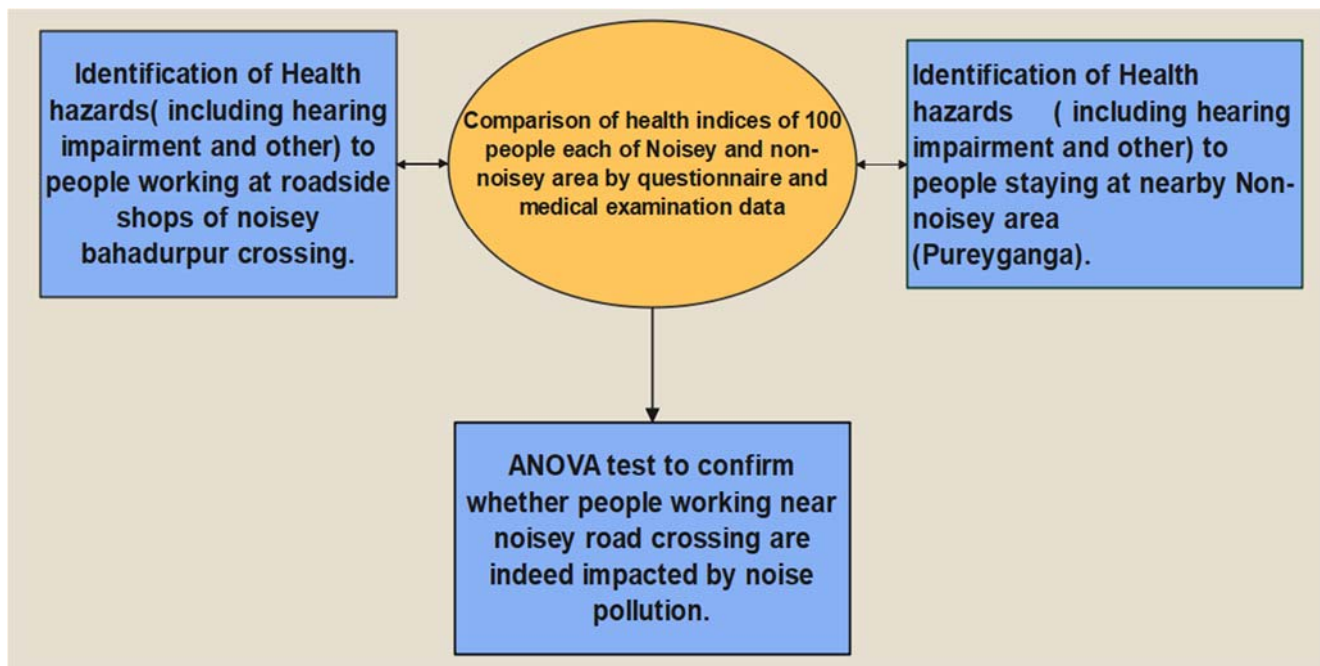 Identification of Health
hazards( including hearing
impairment and other) to
people working at roadside
shops of noisey
bahadurpur crossing.
Comparison of health indices of 100
people each of Noisey and non-
noisey area by questionnaire and
medical examination data
Identification of Health
hazards ( including hearing
impairment and other) to
people staying at nearby Non-
noisey area
(Pureyganga).
ANOVA test to confirm
whether people working near
noisey road crossing are
indeed impacted by noise
pollution.